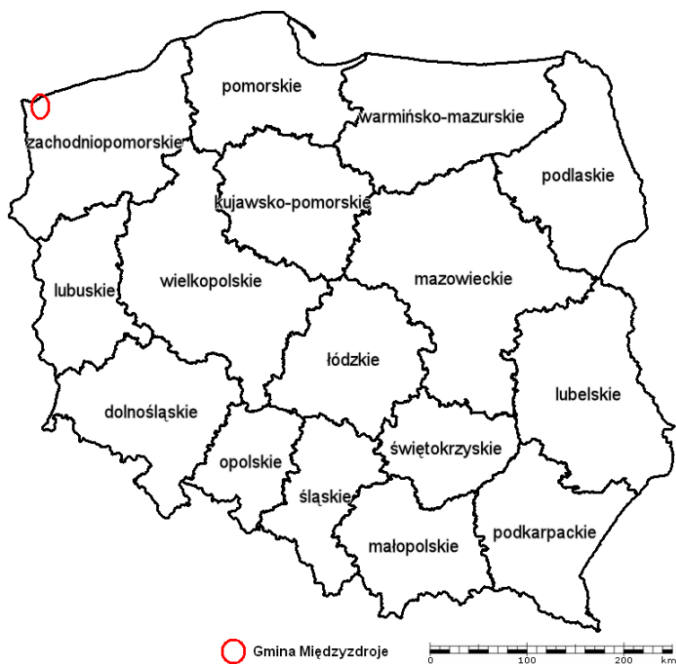 pomorskie
warmińsko-mazurskie
zachodniopomorskie
podlaskie
kujawsko-pomorskie
lubuskie
wielkopolskie
mazowieckie
łódzkie
lubelskie
dolnośląskie
świętokrzyskie
opolskie
śląskie
małopolskie
podkarpackie
Gmina Międzyzdroje
0 100 200 km